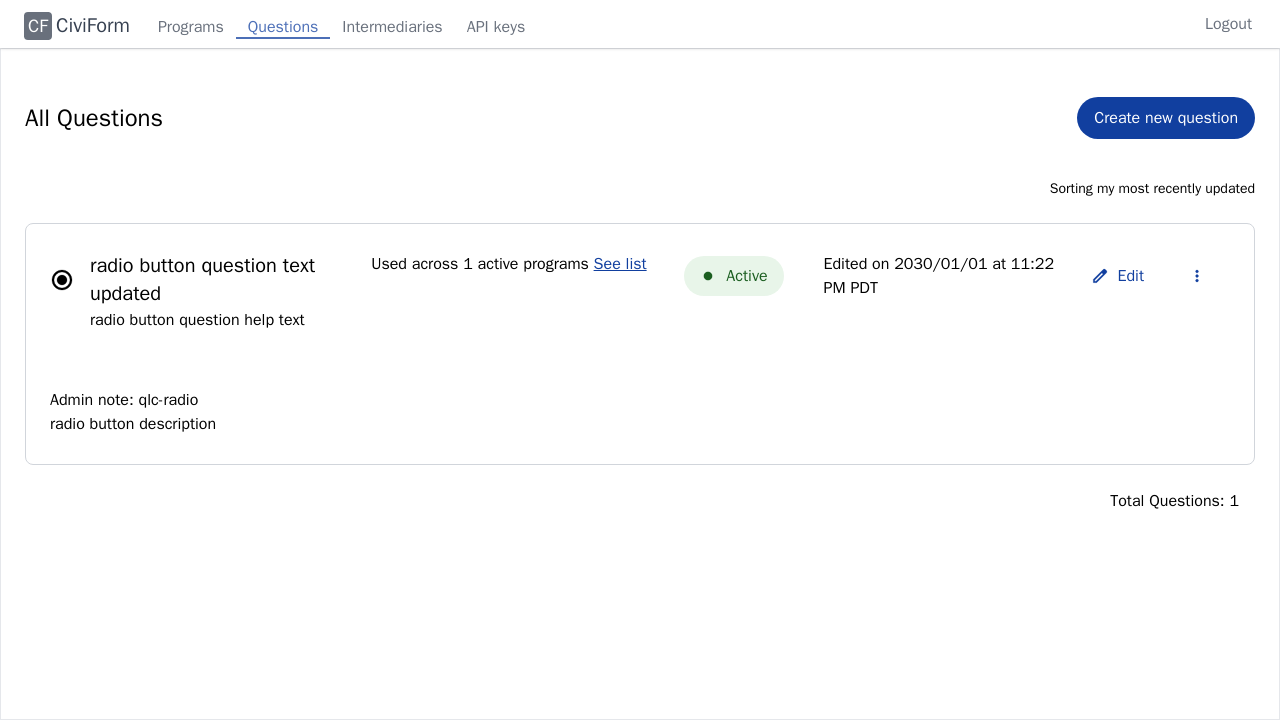 CF CiviForm Programs Questions Intermediaries API keys Logout
All Questions
Create new question
Sorting my most recently updated
radio button question text
updated
radio button question help text
Used across 1 active programs See list
Active
Edited on 2030/01/01 at 11:22
PM PDT
Edit
Admin note: qlc-radio
radio button description
Total Questions: 1